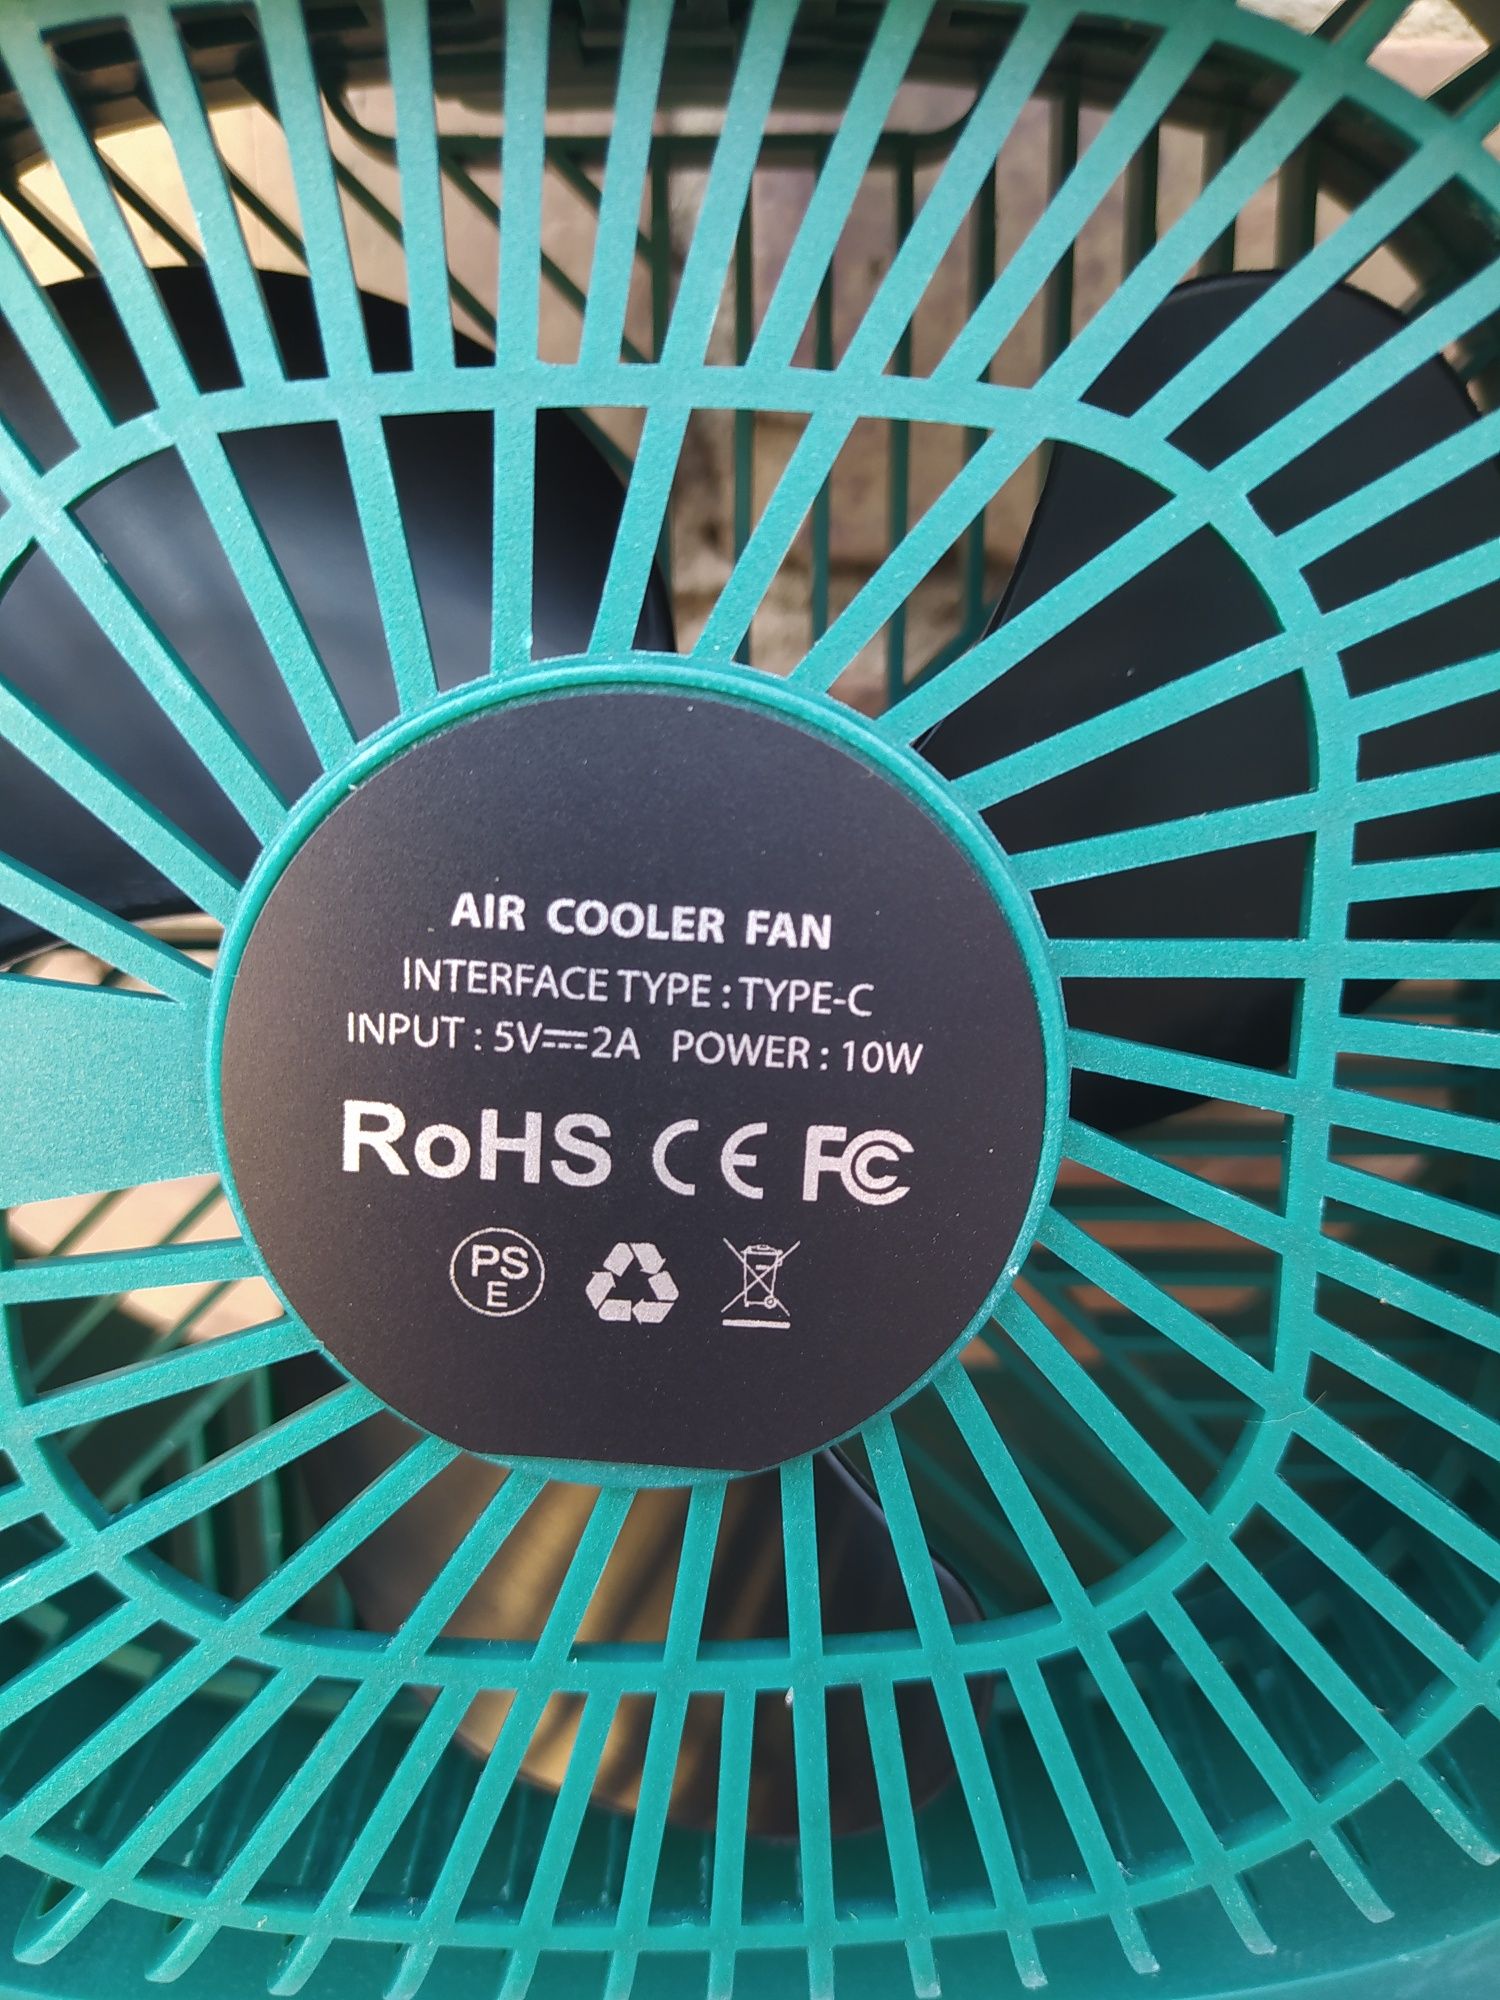 AIR COOLER FAN
INTERFACE TYPE : TYPE-C
INPUT : 5V⎓2A POWER : 10W
RoHS CE FC
PS
E